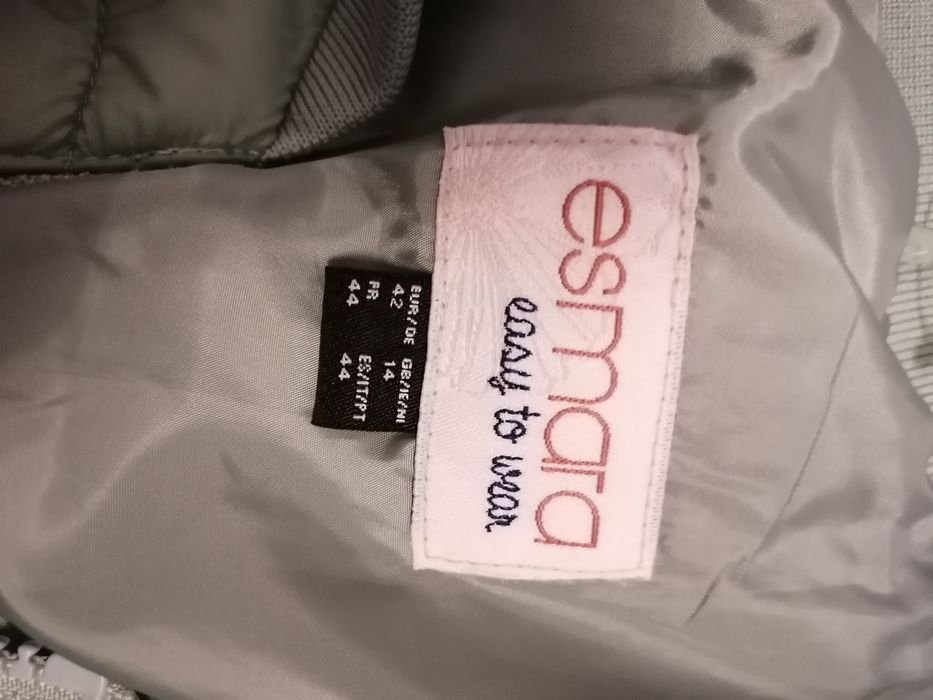 esmara
easy to wear
EUR/DE GB/IE/NI
42 14
FR ES/IT/PT
44 44